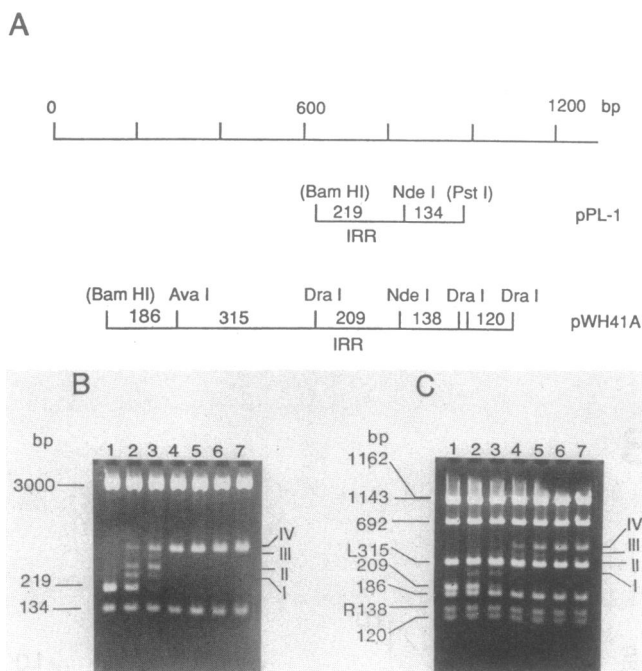 A
0 600 1200 bp
(Bam HI) Nde I (Pst I)
219 134 pPL-1
IRR
(Bam HI) Ava I Dra I Nde I Dra I Dra I
186 315 209 138 120 pWH41A
IRR
B
bp 1 2 3 4 5 6 7
3000
IV
III
II
219 I
134
C
bp 1 2 3 4 5 6 7
1162
1143
692 IV
III
L315 II
209 I
186
R138
120